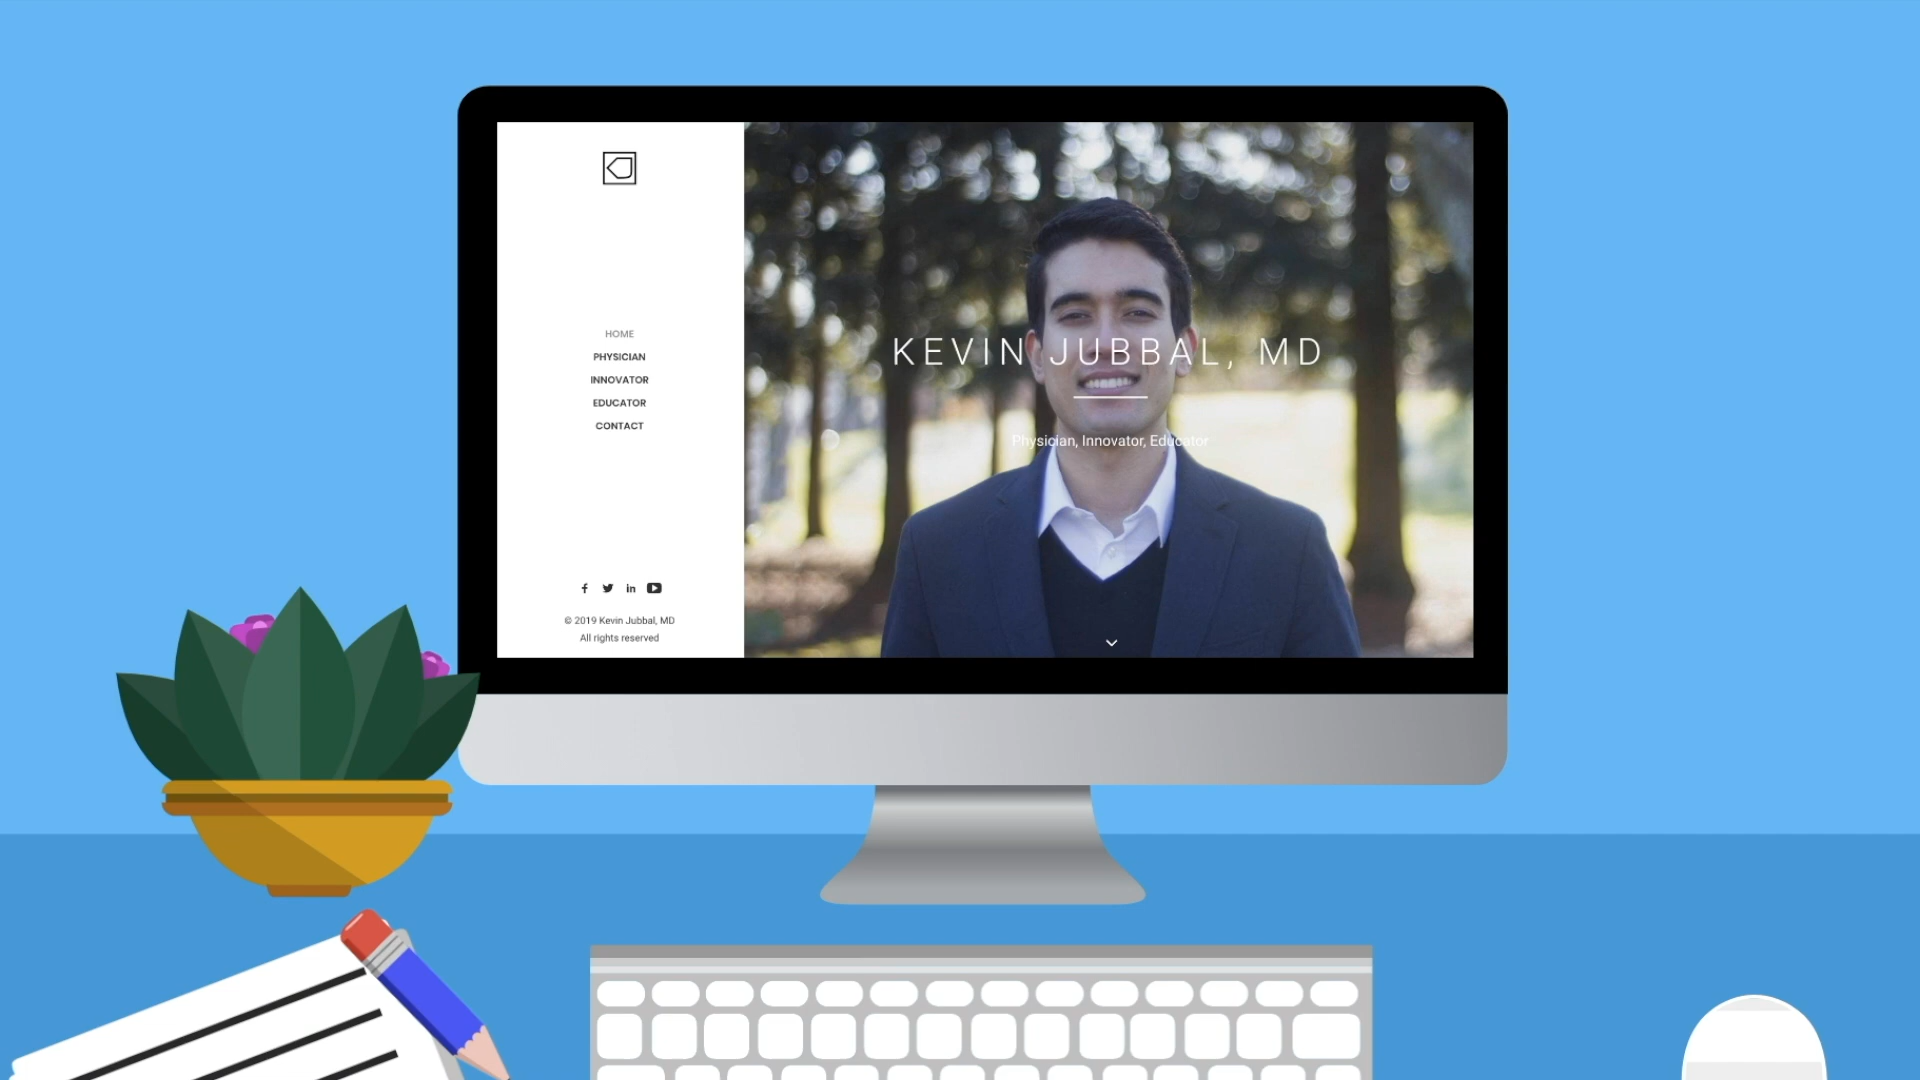 HOME
PHYSICIAN
INNOVATOR
EDUCATOR
CONTACT
© 2019 Kevin Jubbal, MD
All rights reserved
KEVIN JUBBAL, MD
Physician, Innovator, Educator